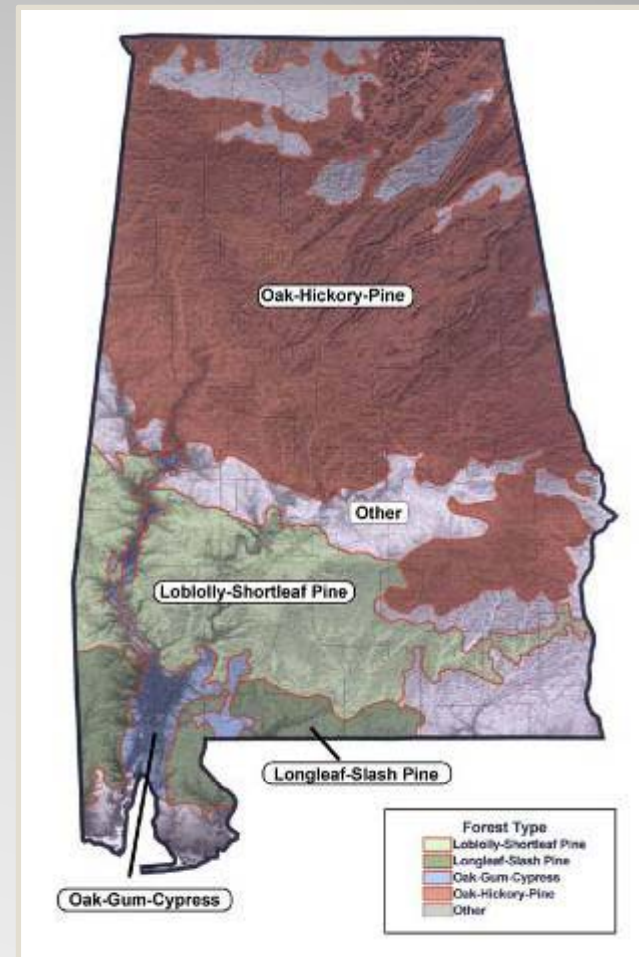 Oak-Hickory-Pine
Other
Loblolly-Shortleaf Pine
Longleaf-Slash Pine
Oak-Gum-Cypress
Forest Type
Loblolly-Shortleaf Pine
Longleaf-Slash Pine
Oak-Gum-Cypress
Oak-Hickory-Pine
Other